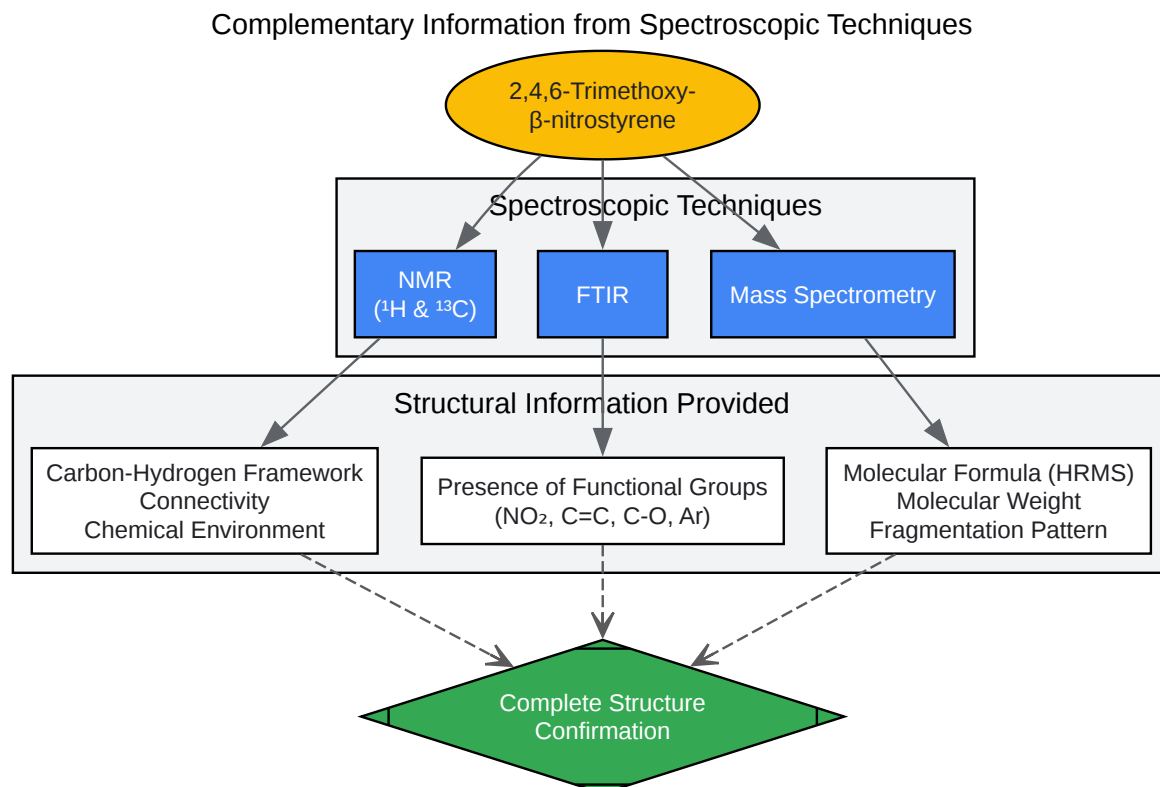 Complementary Information from Spectroscopic Techniques
2,4,6-Trimethoxy-
β-nitrostyrene
Spectroscopic Techniques
NMR
(¹H & ¹³C)
FTIR
Mass Spectrometry
Structural Information Provided
Carbon-Hydrogen Framework
Connectivity
Chemical Environment
Presence of Functional Groups
(NO₂, C=C, C-O, Ar)
Molecular Formula (HRMS)
Molecular Weight
Fragmentation Pattern
Complete Structure
Confirmation